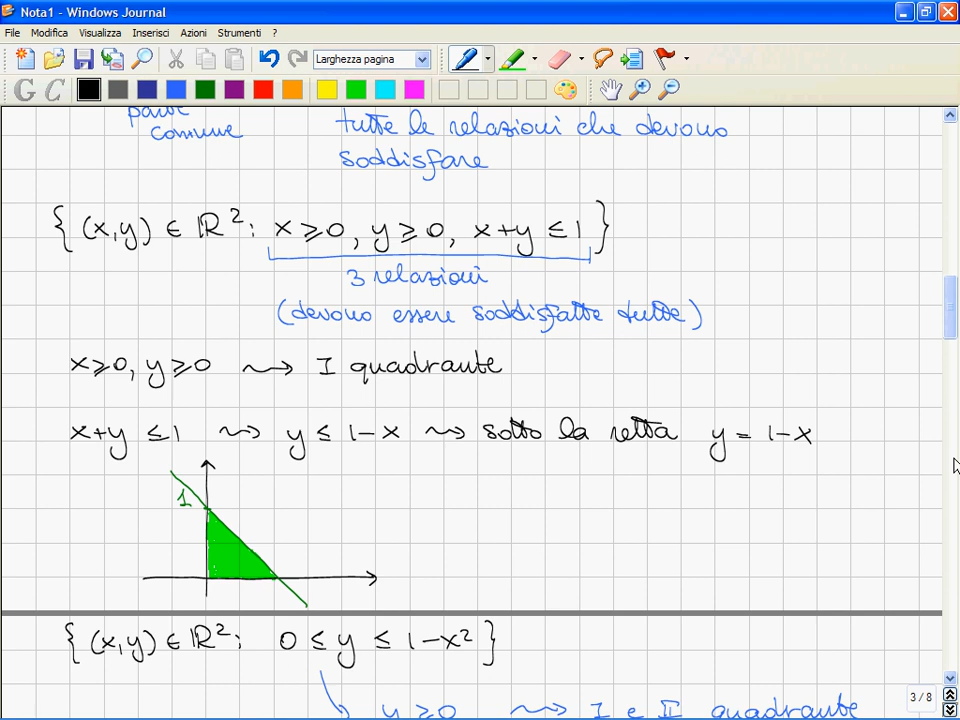 Nota1 - Windows Journal
File Modifica Visualizza Inserisci Azioni Strumenti ?
Larghezza pagina
G C
parte
comune
tutte le relazioni che devono
soddisfare
{(x,y) ∈ ℝ²: x ≥ 0, y ≥ 0, x+y ≤ 1}
3 relazioni
(devono essere soddisfatte tutte)
x ≥ 0, y ≥ 0 ⇝ I quadrante
x+y ≤ 1 ⇝ y ≤ 1-x ⇝ sotto la retta y = 1-x
1
{(x,y) ∈ ℝ²: 0 ≤ y ≤ 1-x²}
y ≥ 0 ⇝ I e II quadrante
3 / 8